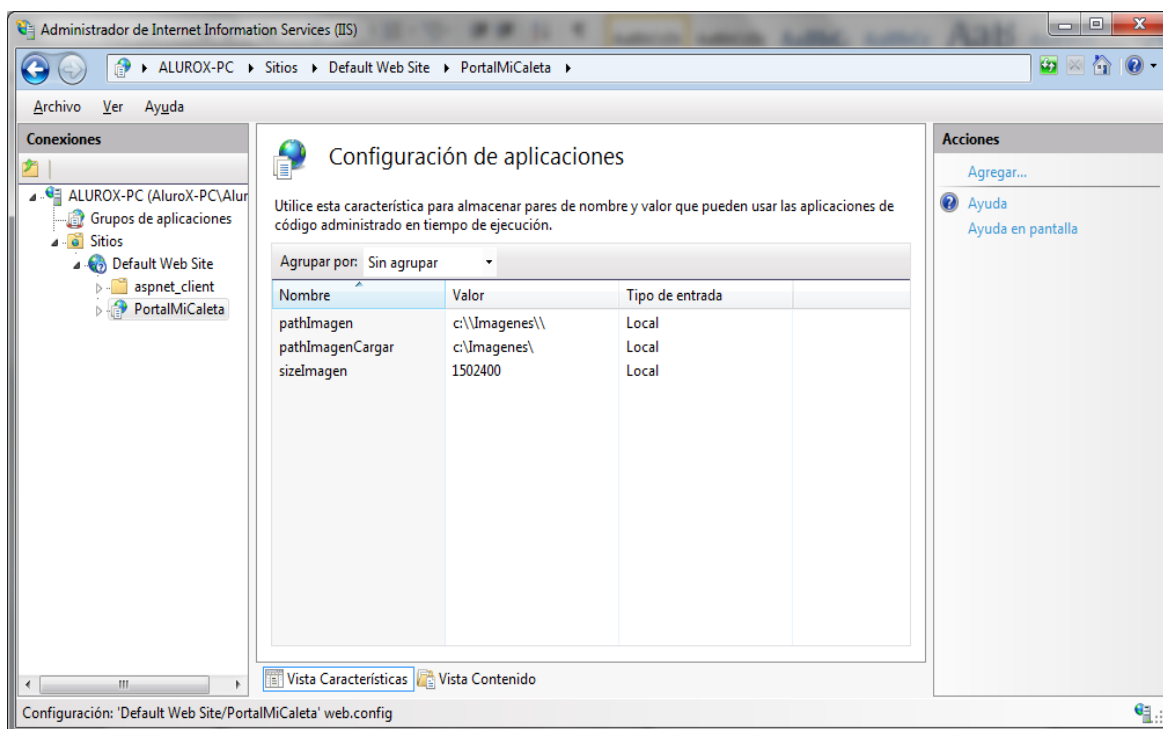 Administrador de Internet Information Services (IIS)
ALUROX-PC Sitios Default Web Site PortalMiCaleta
Archivo Ver Ayuda
Conexiones
ALUROX-PC (AluroX-PC\Alur
Grupos de aplicaciones
Sitios
Default Web Site
aspnet_client
PortalMiCaleta
Configuración de aplicaciones
Utilice esta característica para almacenar pares de nombre y valor que pueden usar las aplicaciones de
código administrado en tiempo de ejecución.
Agrupar por: Sin agrupar
Nombre Valor Tipo de entrada
pathImagen c:\\Imagenes\\ Local
pathImagenCargar c:\Imagenes\ Local
sizeImagen 1502400 Local
Vista Características Vista Contenido
Acciones
Agregar...
Ayuda
Ayuda en pantalla
Configuración: 'Default Web Site/PortalMiCaleta' web.config